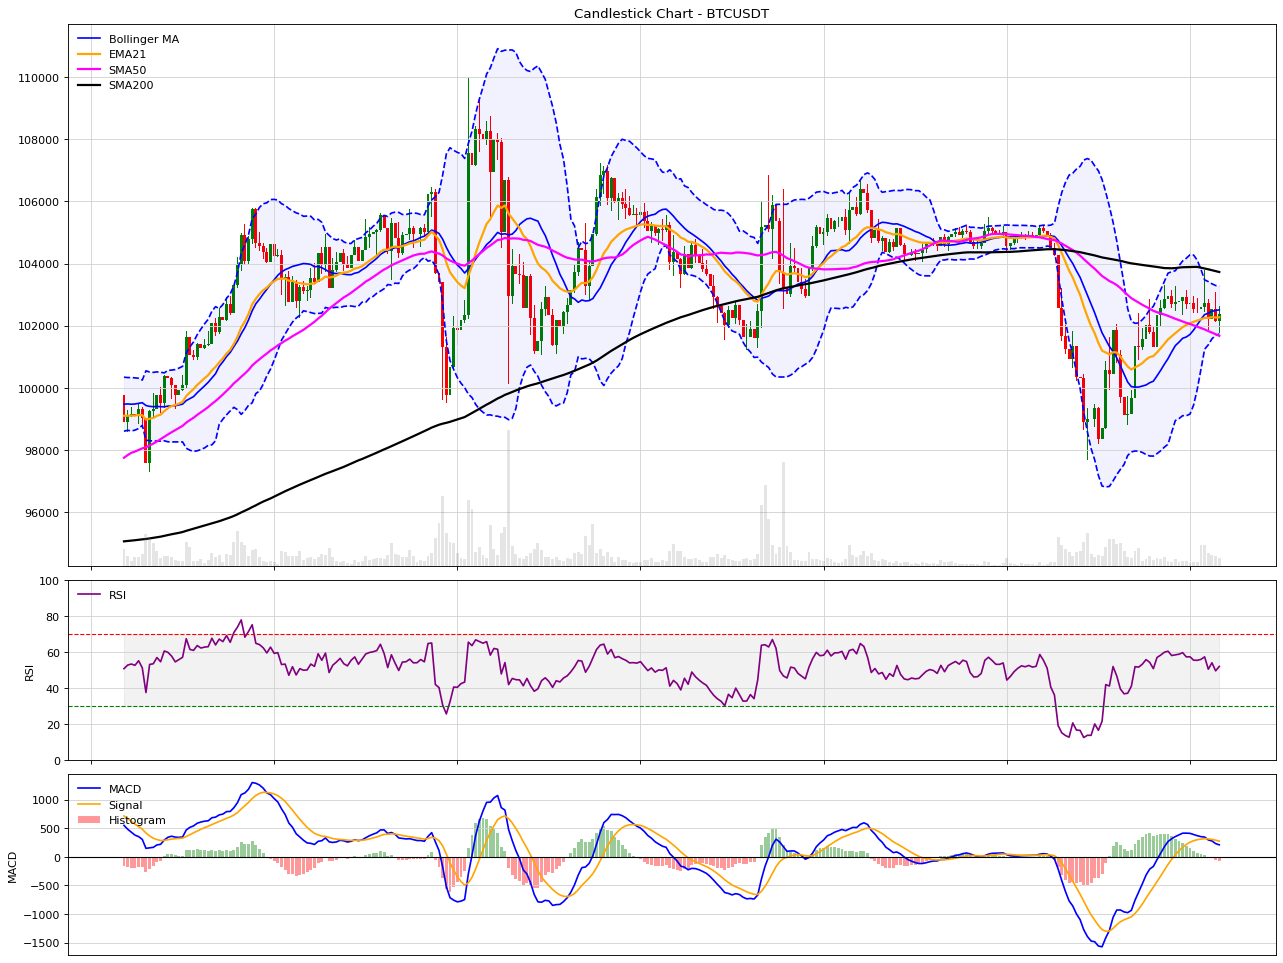 Candlestick Chart - BTCUSDT
Bollinger MA
EMA21
SMA50
SMA200
110000
108000
106000
104000
102000
100000
98000
96000
RSI
100
80
60
40
20
0
RSI
MACD
Signal
Histogram
1000
500
0
−500
−1000
−1500
MACD